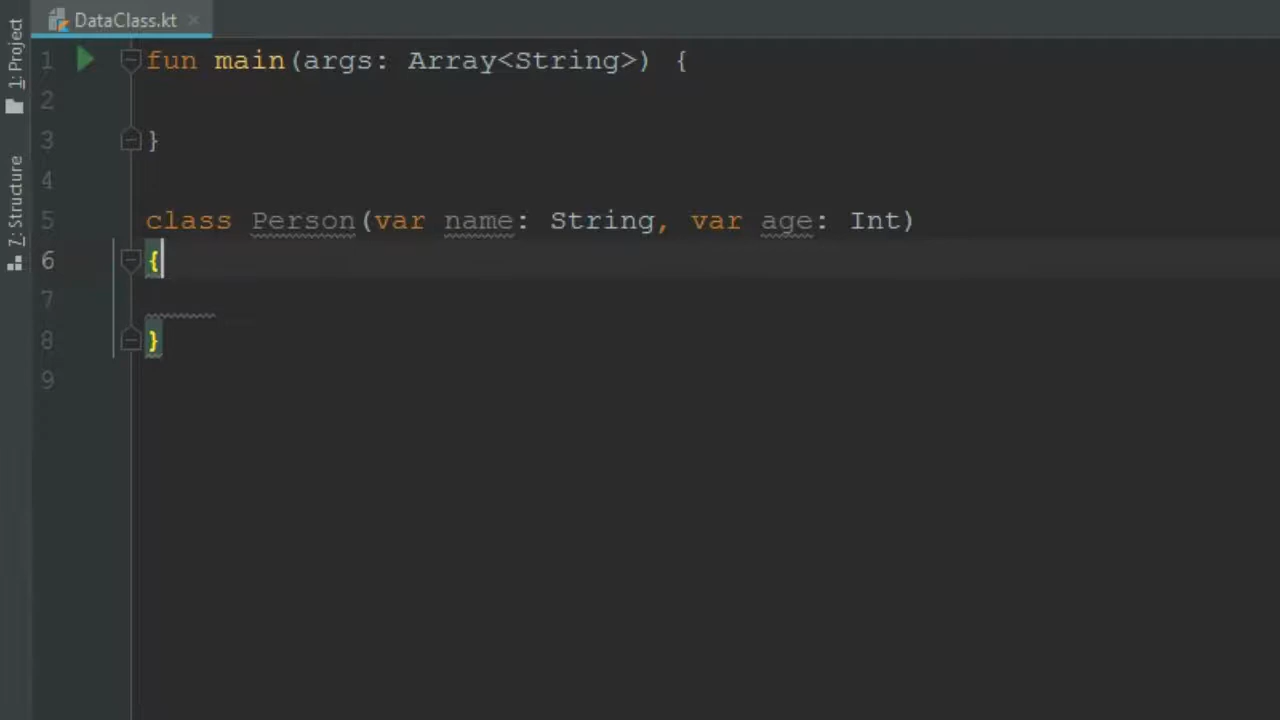 DataClass.kt
1: Project
7: Structure
1 fun main(args: Array<String>) {
2
3 }
4
5 class Person(var name: String, var age: Int)
6 {
7
8 }
9